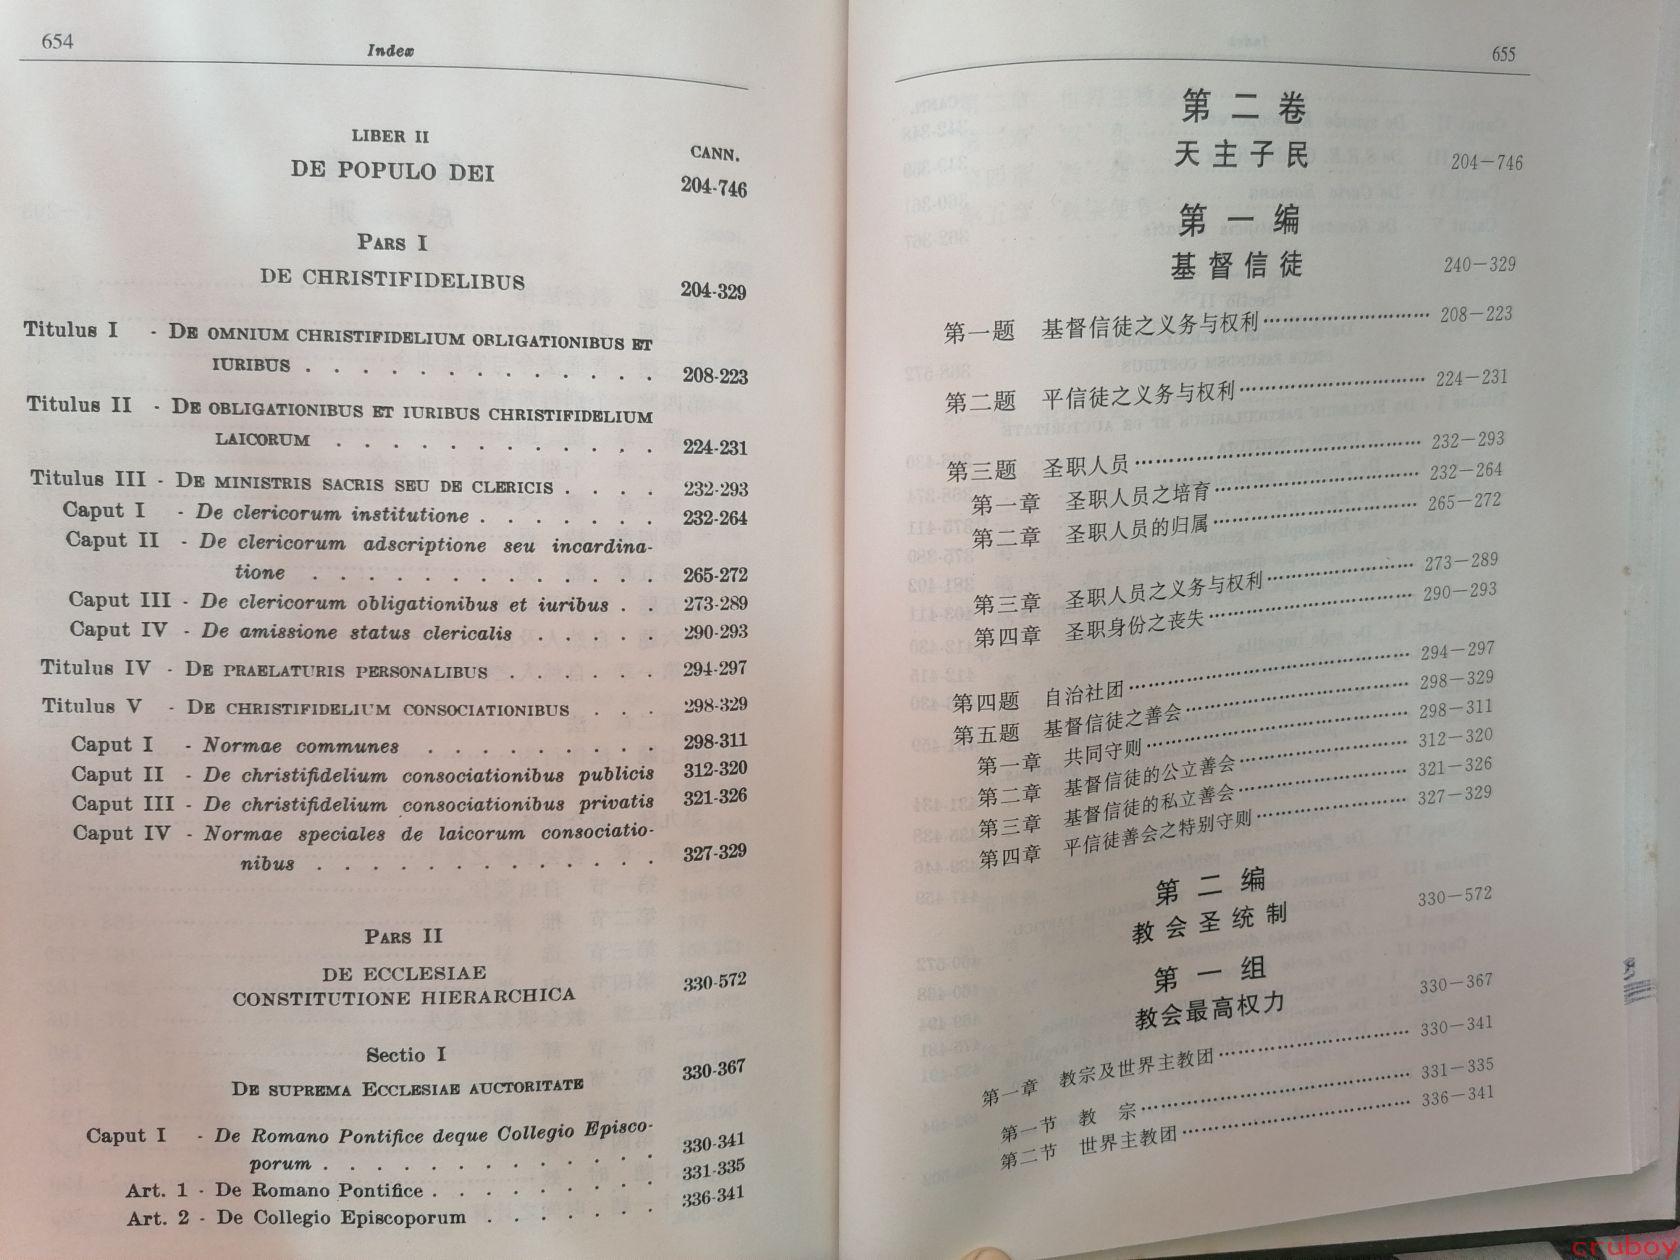 654
Index
LIBER II
CANN.
DE POPULO DEI
204-746
PARS I
DE CHRISTIFIDELIBUS
204-329
Titulus I - DE OMNIUM CHRISTIFIDELIUM OBLIGATIONIBUS ET
IURIBUS . . . . . . . . . . . . . 208-223
Titulus II - DE OBLIGATIONIBUS ET IURIBUS CHRISTIFIDELIUM
LAICORUM . . . . . . . . . . . . 224-231
Titulus III - DE MINISTRIS SACRIS SEU DE CLERICIS . . . . 232-293
Caput I - De clericorum institutione . . . . . . . 232-264
Caput II - De clericorum adscriptione seu incardina-
tione . . . . . . . . . . . . . 265-272
Caput III - De clericorum obligationibus et iuribus . . 273-289
Caput IV - De amissione status clericalis . . . . . 290-293
Titulus IV - DE PRAELATURIS PERSONALIBUS . . . . . . 294-297
Titulus V - DE CHRISTIFIDELIUM CONSOCIATIONIBUS . . . 298-329
Caput I - Normae communes . . . . . . . . . 298-311
Caput II - De christifidelium consociationibus publicis 312-320
Caput III - De christifidelium consociationibus privatis 321-326
Caput IV - Normae speciales de laicorum consociatio-
nibus . . . . . . . . . . . . . 327-329
PARS II
DE ECCLESIAE
CONSTITUTIONE HIERARCHICA
330-572
Sectio I
DE SUPREMA ECCLESIAE AUCTORITATE
330-367
Caput I - De Romano Pontifice deque Collegio Episco-
porum . . . . . . . . . . . . . 330-341
Art. 1 - De Romano Pontifice . . . . . . . . . 331-335
Art. 2 - De Collegio Episcoporum . . . . . . . 336-341
655
第二卷
天主子民 204—746
第一编
基督信徒 240—329
第一题 基督信徒之义务与权利 …………………… 208—223
第二题 平信徒之义务与权利 …………………… 224—231
第三题 圣职人员 …………………… 232—293
第一章 圣职人员之培育 …………………… 232—264
第二章 圣职人员的归属 …………………… 265—272
第三章 圣职人员之义务与权利 …………………… 273—289
第四章 圣职身份之丧失 …………………… 290—293
第四题 自治社团 …………………… 294—297
第五题 基督信徒之善会 …………………… 298—329
第一章 共同守则 …………………… 298—311
第二章 基督信徒的公立善会 …………………… 312—320
第三章 基督信徒的私立善会 …………………… 321—326
第四章 平信徒善会之特别守则 …………………… 327—329
第二编
教会圣统制 330—572
第一组
教会最高权力 330—367
第一章 教宗及世界主教团 …………………… 330—341
第一节 教 宗 …………………… 331—335
第二节 世界主教团 …………………… 336—341
cruboy